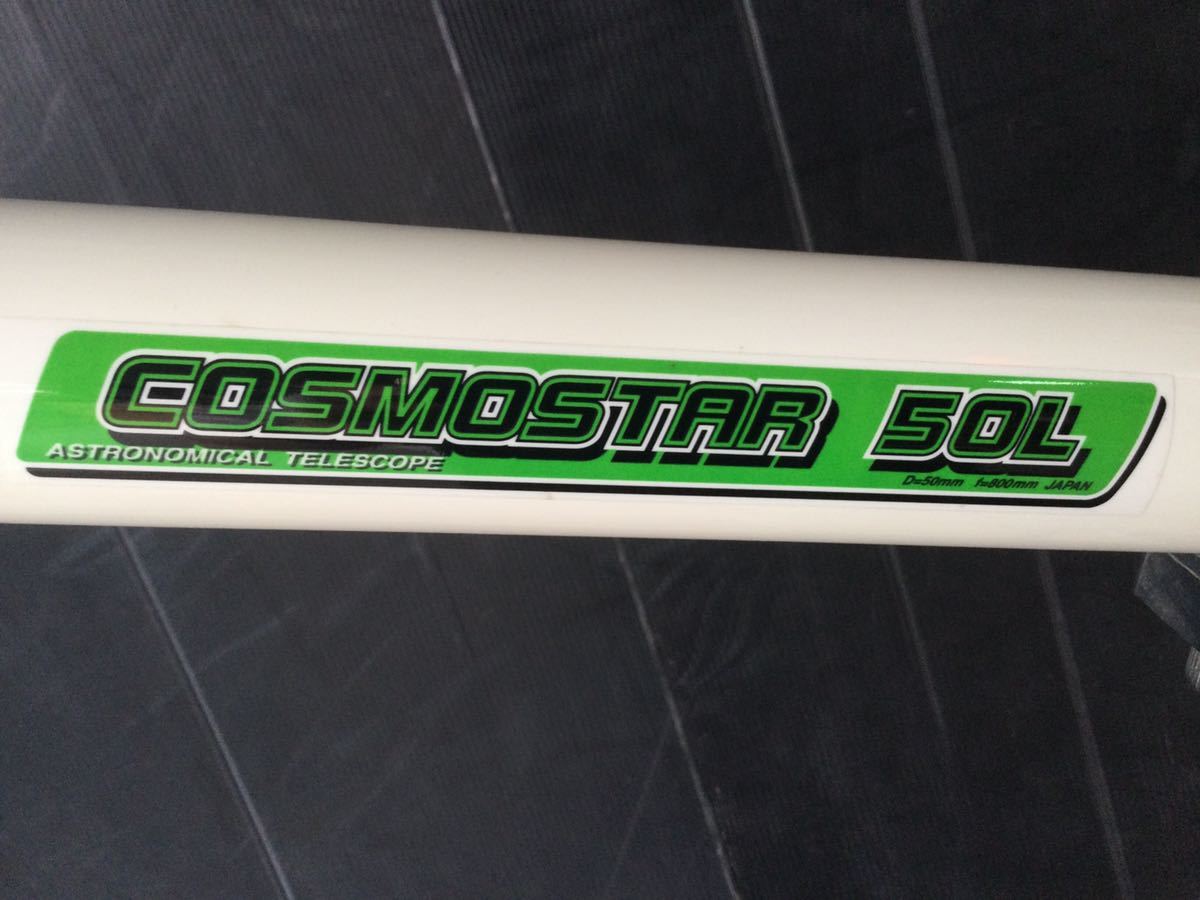 COSMOSTAR 50L
ASTRONOMICAL TELESCOPE
D=50mm f=800mm JAPAN